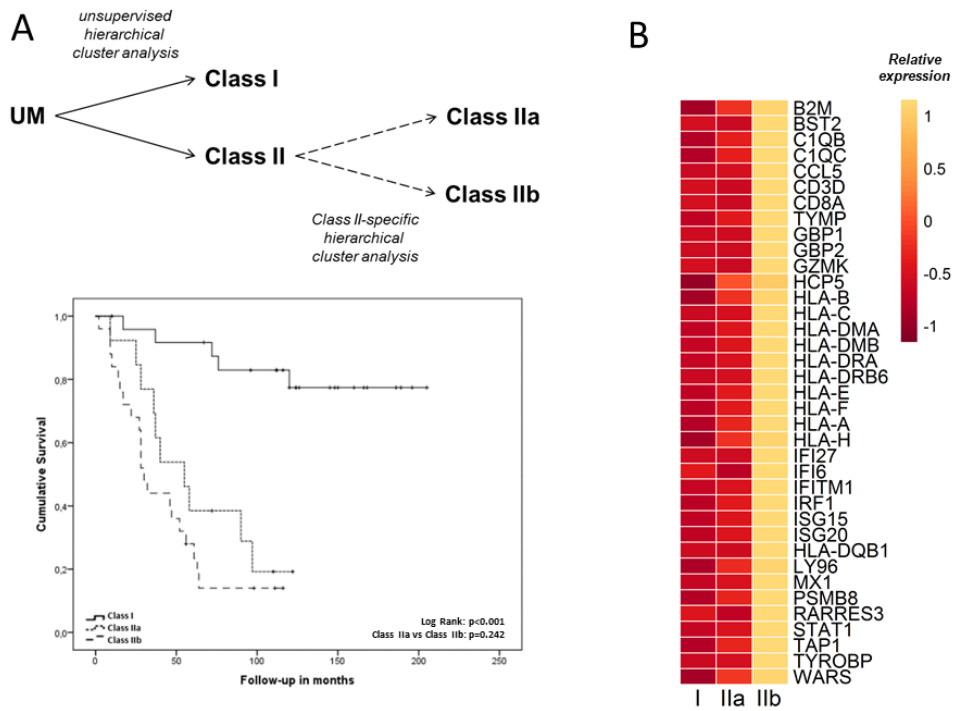 A
unsupervised
hierarchical
cluster analysis
UM
Class I
Class II
Class IIa
Class IIb
Class II-specific
hierarchical
cluster analysis
Cumulative Survival
1,0
0,8
0,6
0,4
0,2
0,0
Class I
Class IIa
Class IIb
Log Rank: p<0.001
Class IIa vs Class IIb: p=0.242
0
50
100
150
200
250
Follow-up in months
B
Relative
expression
1
0.5
0
-0.5
-1
B2M
BST2
C1QB
C1QC
CCL5
CD3D
CD8A
TYMP
GBP1
GBP2
GZMK
HCP5
HLA-B
HLA-C
HLA-DMA
HLA-DMB
HLA-DRA
HLA-DRB6
HLA-E
HLA-F
HLA-A
HLA-H
IFI27
IFI6
IFITM1
IRF1
ISG15
ISG20
HLA-DQB1
LY96
MX1
PSMB8
RARRES3
STAT1
TAP1
TYROBP
WARS
I IIa IIb